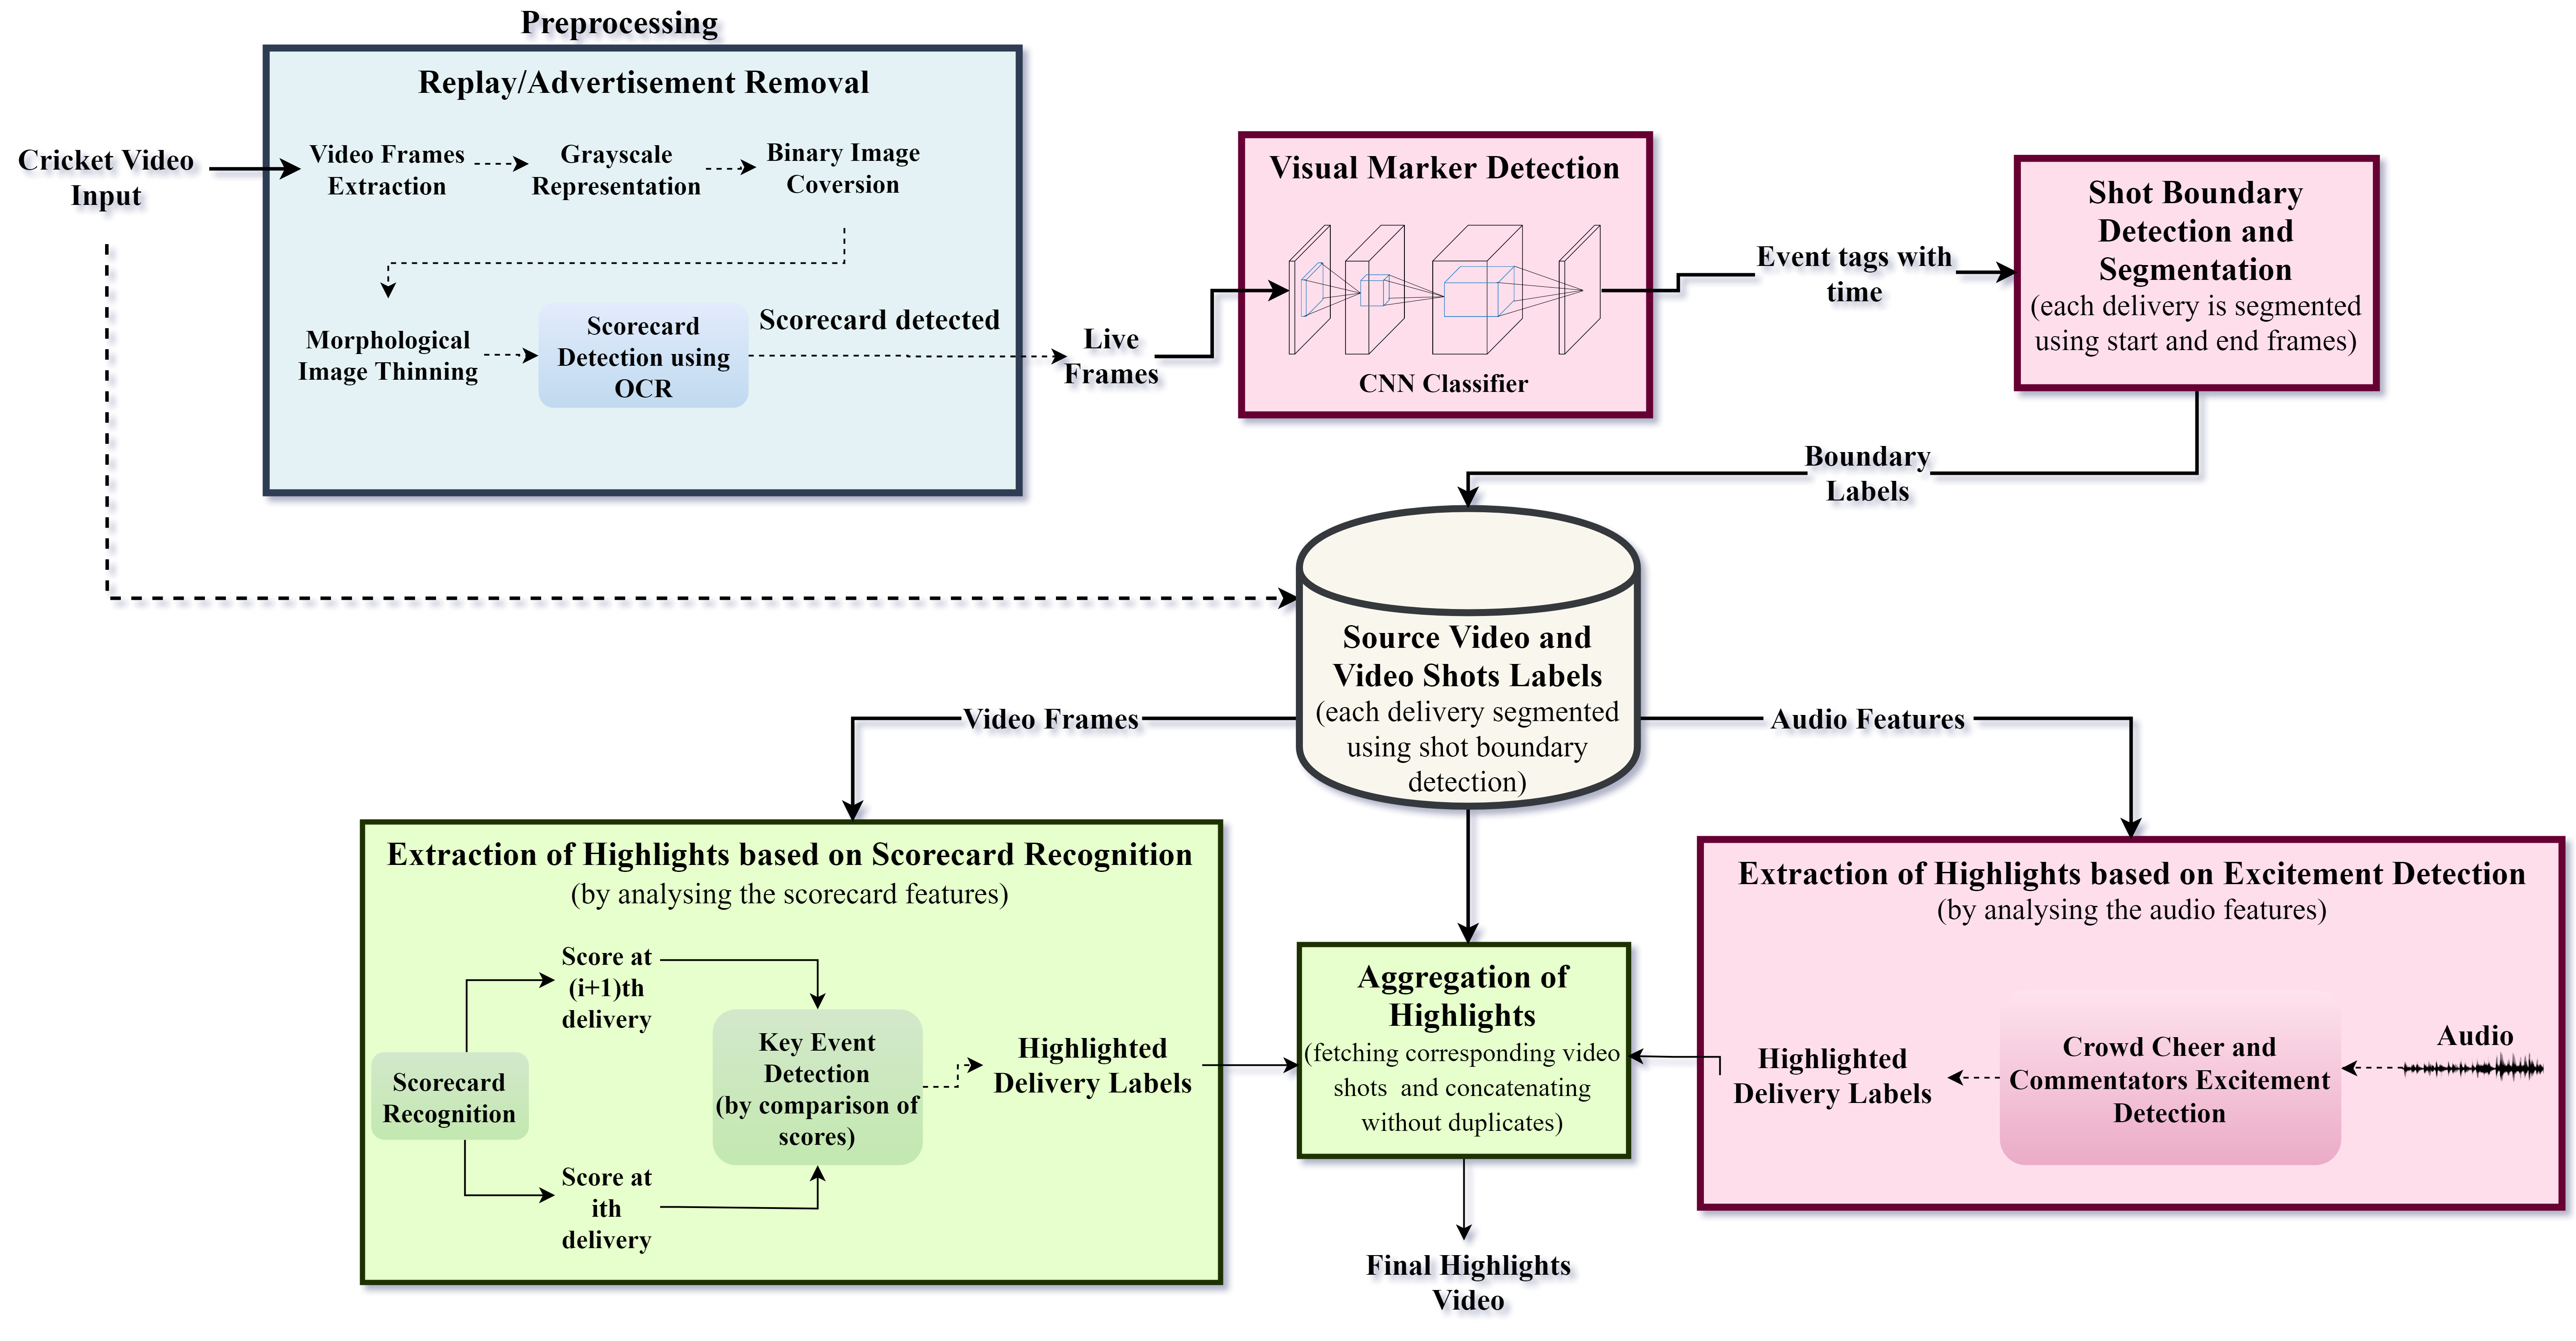 Preprocessing
Replay/Advertisement Removal
Cricket Video
Input
Video Frames
Extraction
Grayscale
Representation
Binary Image
Coversion
Morphological
Image Thinning
Scorecard
Detection using
OCR
Scorecard detected
Live
Frames
Visual Marker Detection
CNN Classifier
Event tags with
time
Shot Boundary
Detection and
Segmentation
(each delivery is segmented
using start and end frames)
Boundary
Labels
Source Video and
Video Shots Labels
(each delivery segmented
using shot boundary
detection)
Video Frames
Audio Features
Extraction of Highlights based on Scorecard Recognition
(by analysing the scorecard features)
Scorecard
Recognition
Score at
(i+1)th
delivery
Score at
ith
delivery
Key Event
Detection
(by comparison of
scores)
Highlighted
Delivery Labels
Aggregation of
Highlights
(fetching corresponding video
shots and concatenating
without duplicates)
Final Highlights
Video
Extraction of Highlights based on Excitement Detection
(by analysing the audio features)
Highlighted
Delivery Labels
Crowd Cheer and
Commentators Excitement
Detection
Audio